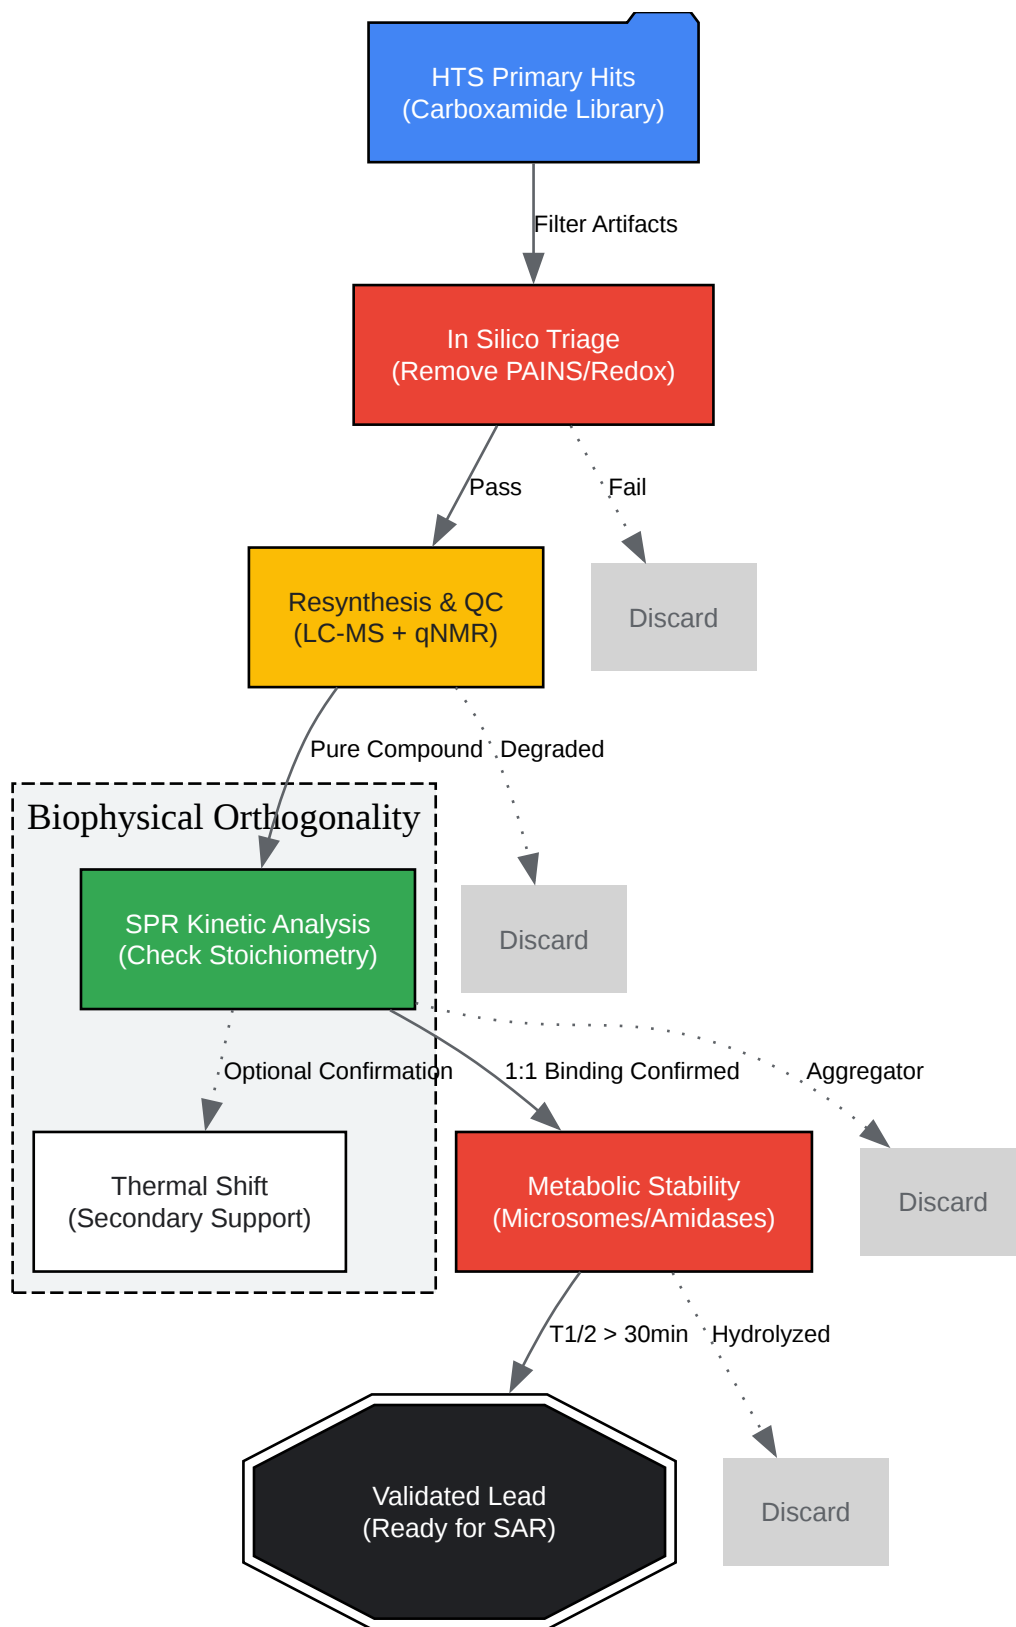 HTS Primary Hits
(Carboxamide Library)
Filter Artifacts
In Silico Triage
(Remove PAINS/Redox)
Pass
Fail
Resynthesis & QC
(LC-MS + qNMR)
Discard
Pure Compound
Degraded
Biophysical Orthogonality
SPR Kinetic Analysis
(Check Stoichiometry)
Discard
Optional Confirmation
1:1 Binding Confirmed
Aggregator
Thermal Shift
(Secondary Support)
Metabolic Stability
(Microsomes/Amidases)
Discard
T1/2 > 30min
Hydrolyzed
Validated Lead
(Ready for SAR)
Discard